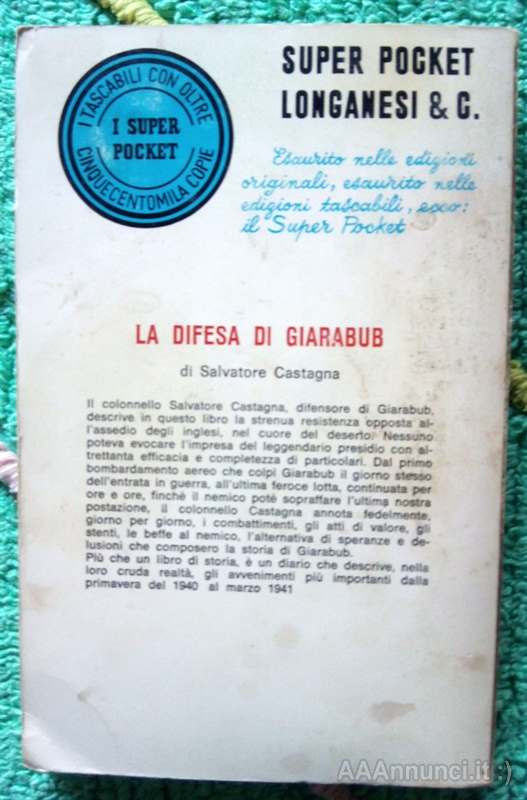 I TASCABILI CON OLTRE
I SUPER
POCKET
CINQUECENTOMILA COPIE
SUPER POCKET
LONGANESI & C.
Esaurito nelle edizioni
originali, esaurito nelle
edizioni tascabili, ecco:
il Super Pocket
LA DIFESA DI GIARABUB
di Salvatore Castagna
Il colonnello Salvatore Castagna, difensore di Giarabub,
descrive in questo libro la strenua resistenza opposta al-
l'assedio degli inglesi, nel cuore del deserto. Nessuno
poteva evocare l'impresa del leggendario presidio con al-
trettanta efficacia e completezza di particolari. Dal primo
bombardamento aereo che colpì Giarabub il giorno stesso
dell'entrata in guerra, all'ultima feroce lotta, continuata per
ore e ore, finché il nemico poté sopraffare l'ultima nostra
postazione, il colonnello Castagna annota fedelmente,
giorno per giorno, i combattimenti, gli atti di valore, gli
stenti, le beffe al nemico, l'alternativa di speranze e de-
lusioni che composero la storia di Giarabub.
Più che un libro di storia, è un diario che descrive, nella
loro cruda realtà, gli avvenimenti più importanti dalla
primavera del 1940 al marzo 1941
AAAnnunci.it :)